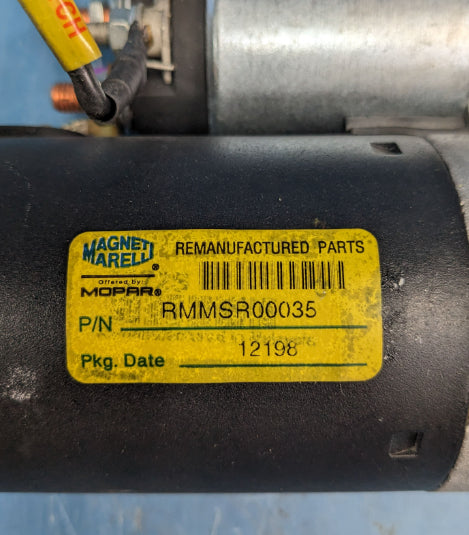 MAGNETI
MARELLI®
Offered by:
MOPAR®
REMANUFACTURED PARTS
P/N RMMSR00035
Pkg. Date 12198